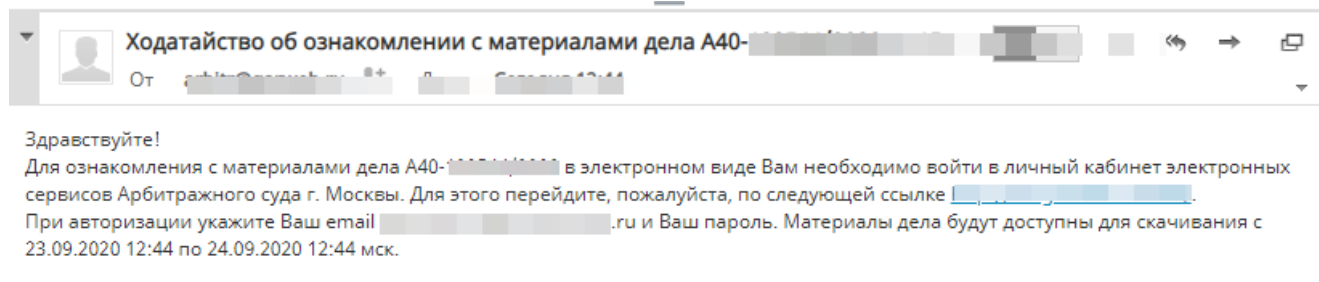 Ходатайство об ознакомлении с материалами дела А40-
От
Здравствуйте!
Для ознакомления с материалами дела А40- в электронном виде Вам необходимо войти в личный кабинет электронных
сервисов Арбитражного суда г. Москвы. Для этого перейдите, пожалуйста, по следующей ссылке .
При авторизации укажите Ваш email .ru и Ваш пароль. Материалы дела будут доступны для скачивания с
23.09.2020 12:44 по 24.09.2020 12:44 мск.